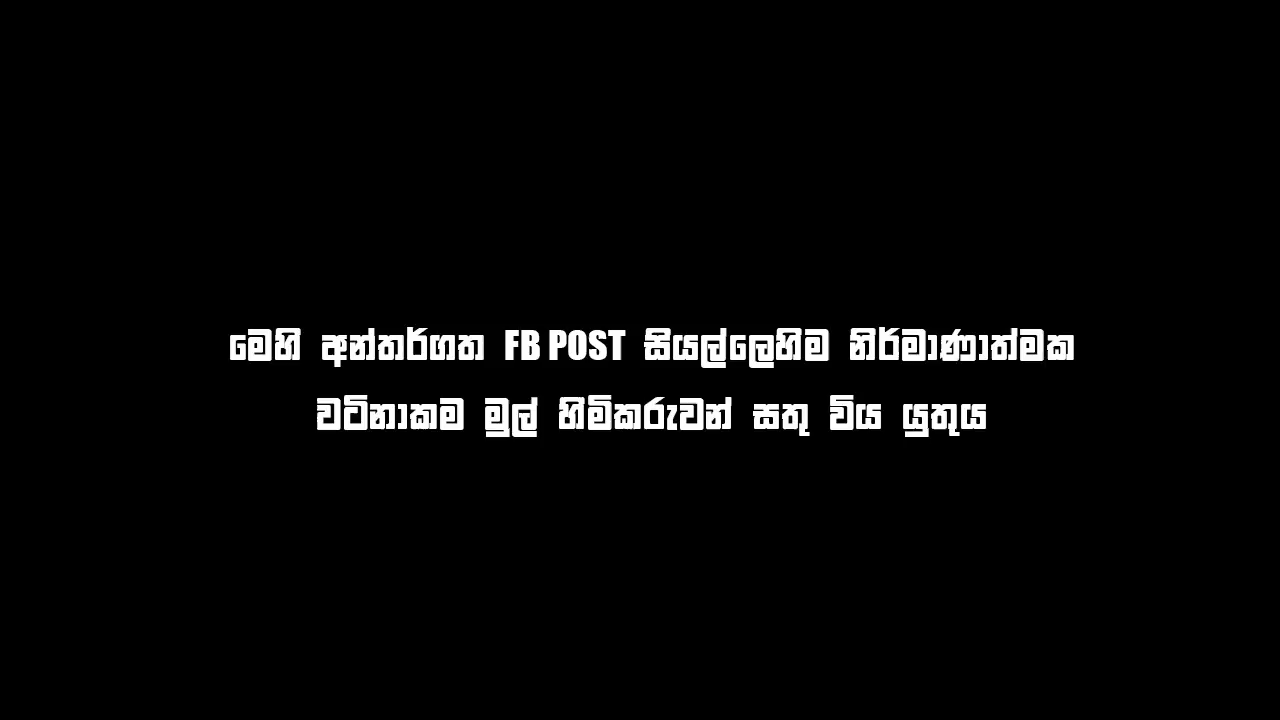 මෙහි අන්තර්ගත FB POST සියල්ලෙහිම නිර්මාණාත්මක
වටිනාකම මුල් හිමිකරුවන් සතු විය යුතුය